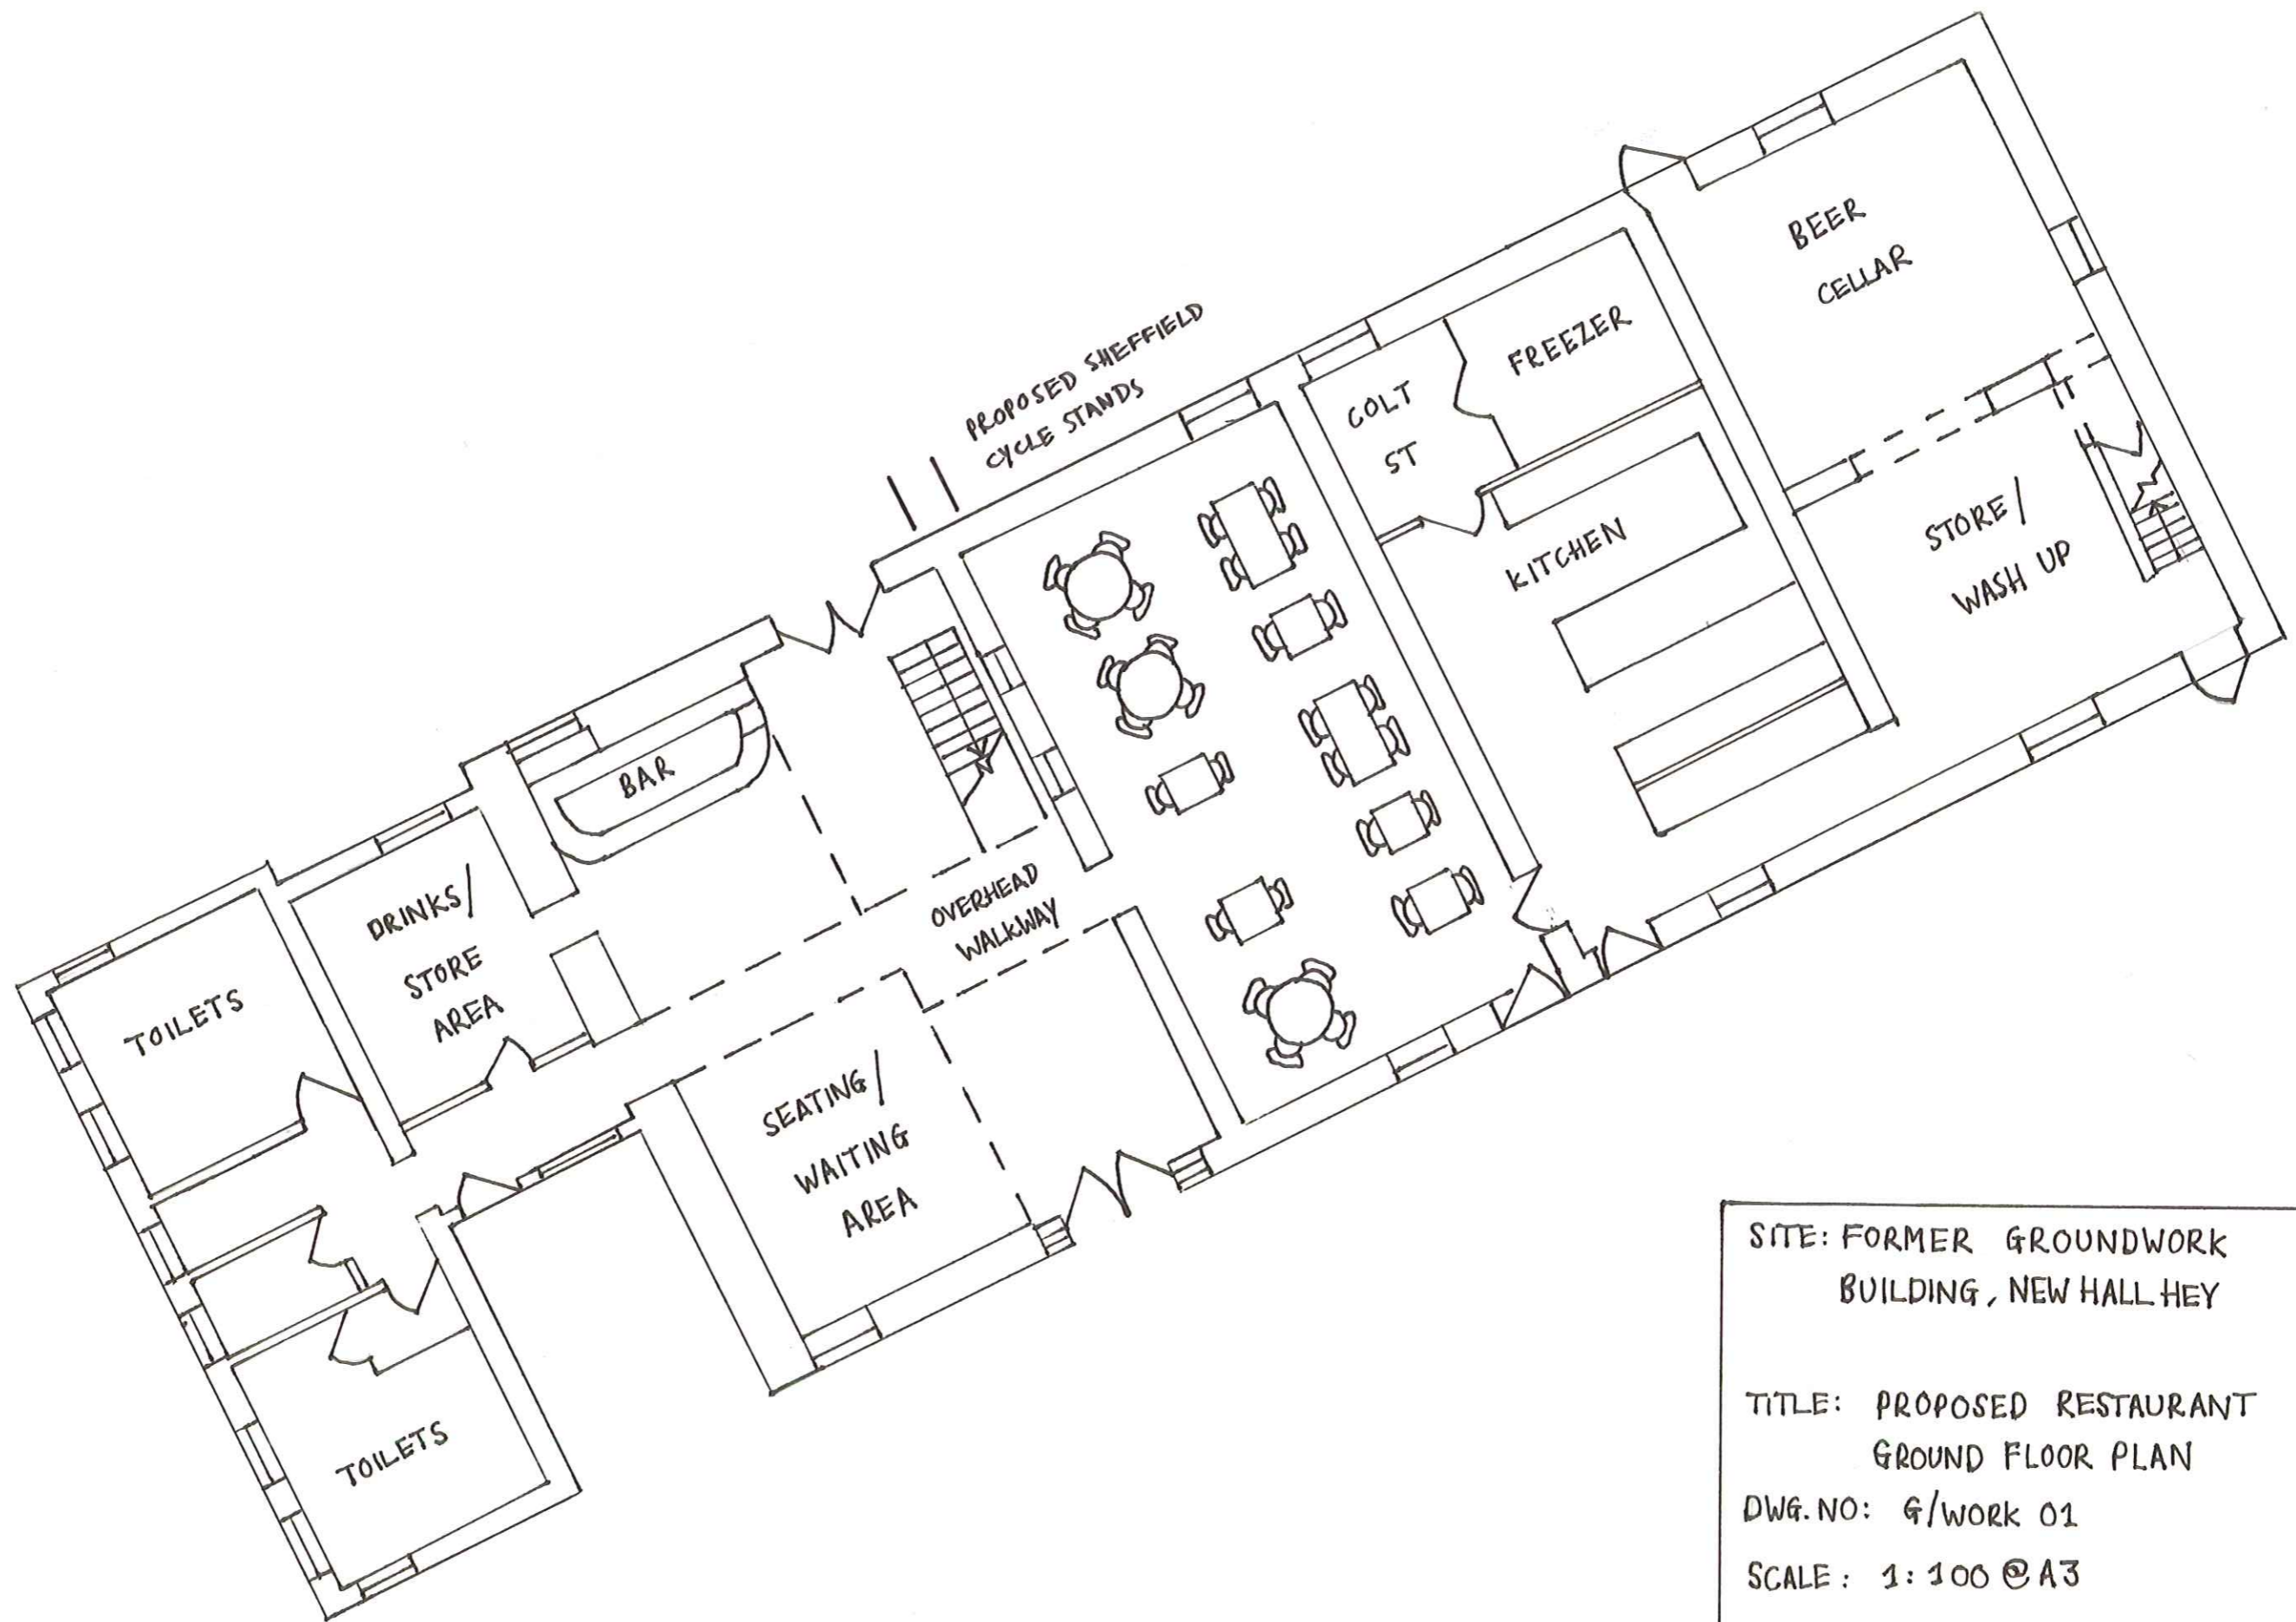 PROPOSED SHEFFIELD
CYCLE STANDS
BEER
CELLAR
FREEZER
COLT
ST
KITCHEN
STORE/
WASH UP
BAR
DRINKS/
STORE
AREA
OVERHEAD
WALKWAY
TOILETS
SEATING/
WAITING
AREA
TOILETS
SITE: FORMER GROUNDWORK
BUILDING, NEW HALL HEY
TITLE: PROPOSED RESTAURANT
GROUND FLOOR PLAN
DWG.NO: G/WORK 01
SCALE: 1:100 @ A3